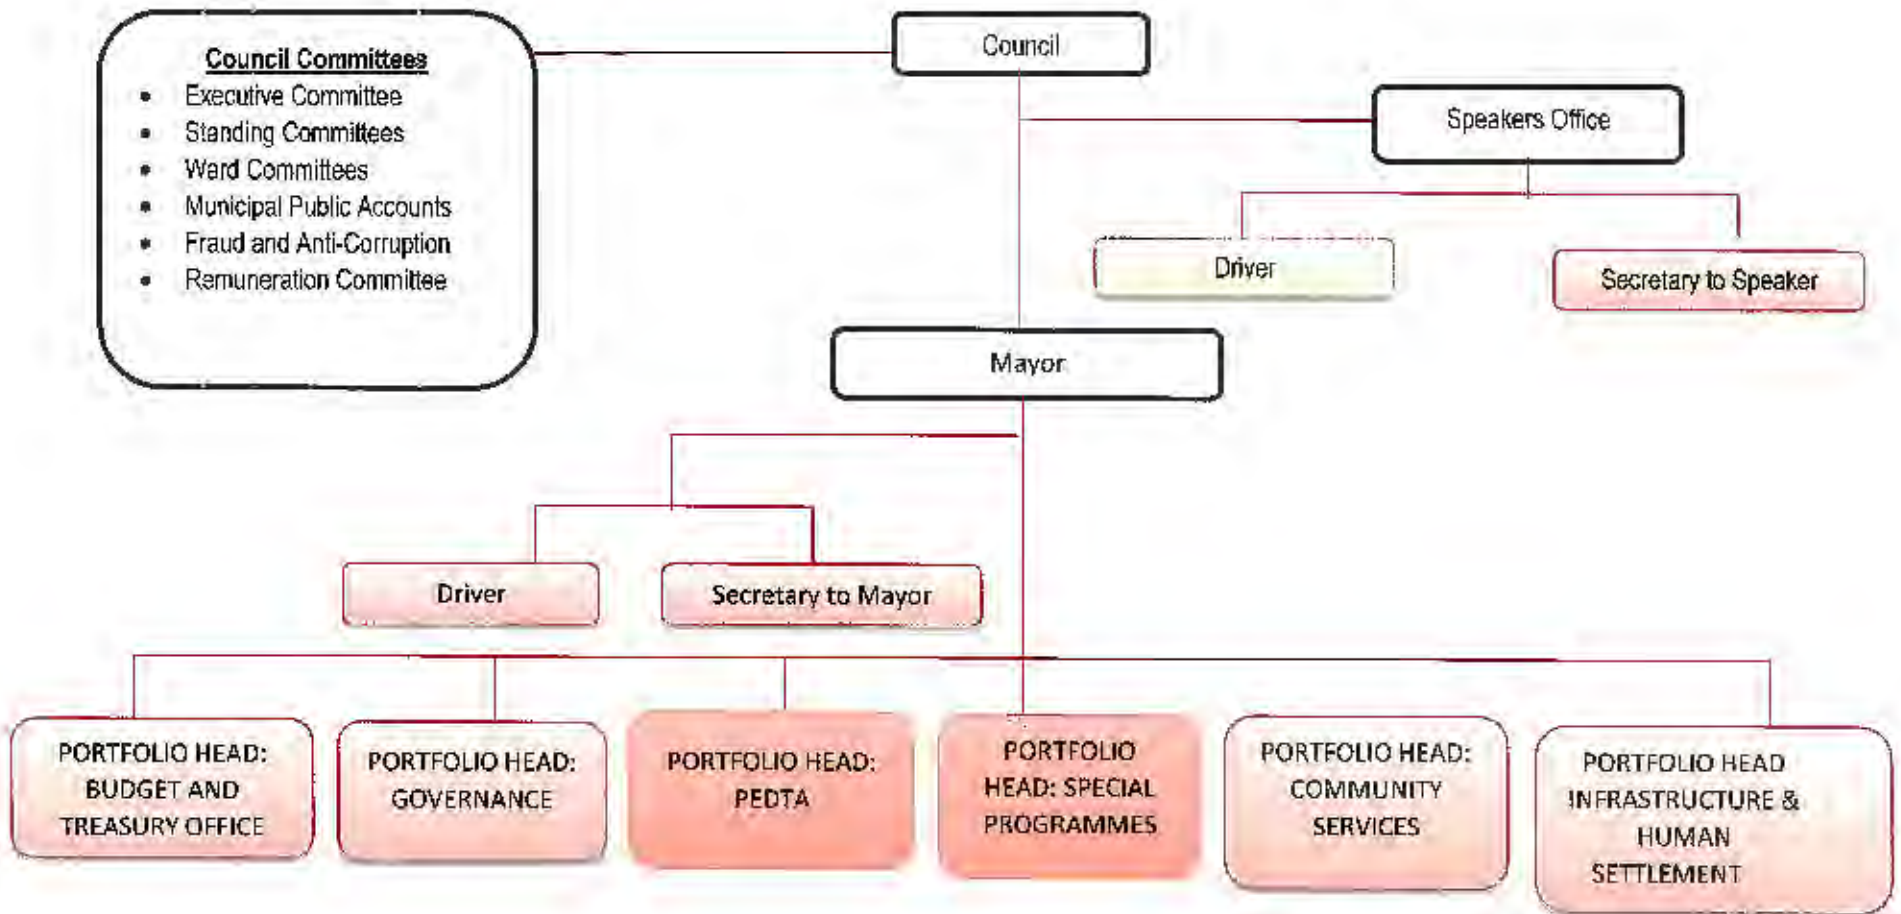 Council Committees
• Executive Committee
• Standing Committees
• Ward Committees
• Municipal Public Accounts
• Fraud and Anti-Corruption
• Remuneration Committee
Council
Speakers Office
Driver
Secretary to Speaker
Mayor
Driver
Secretary to Mayor
PORTFOLIO HEAD:
BUDGET AND
TREASURY OFFICE
PORTFOLIO HEAD:
GOVERNANCE
PORTFOLIO HEAD:
PEDTA
PORTFOLIO
HEAD: SPECIAL
PROGRAMMES
PORTFOLIO HEAD:
COMMUNITY
SERVICES
PORTFOLIO HEAD
INFRASTRUCTURE &
HUMAN
SETTLEMENT